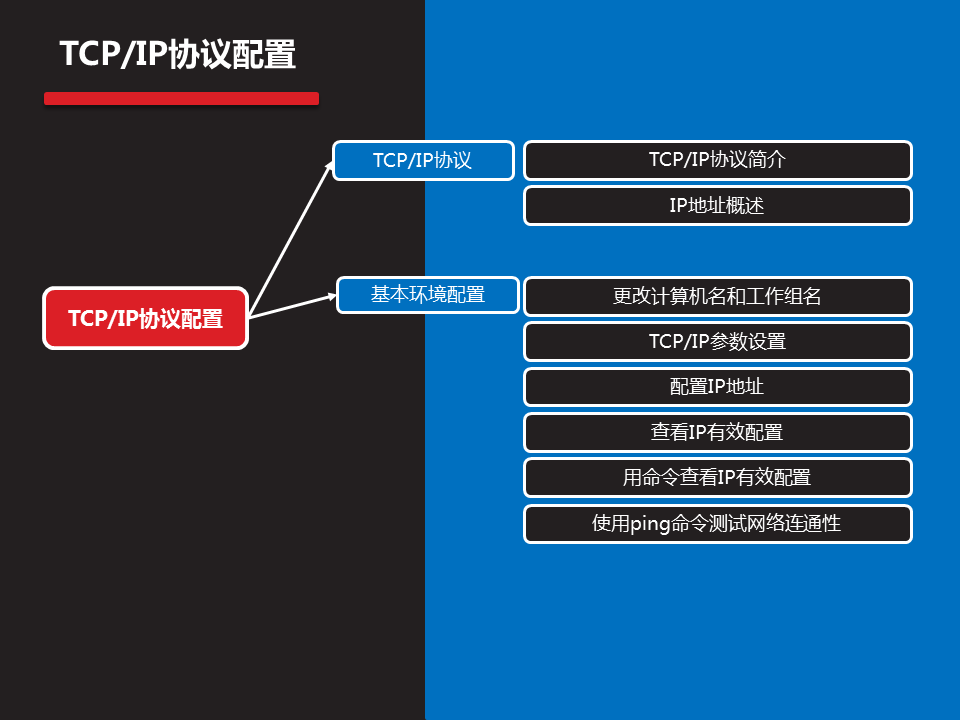 TCP/IP协议配置
TCP/IP协议
TCP/IP协议简介
IP地址概述
TCP/IP协议配置
基本环境配置
更改计算机名和工作组名
TCP/IP参数设置
配置IP地址
查看IP有效配置
用命令查看IP有效配置
使用ping命令测试网络连通性